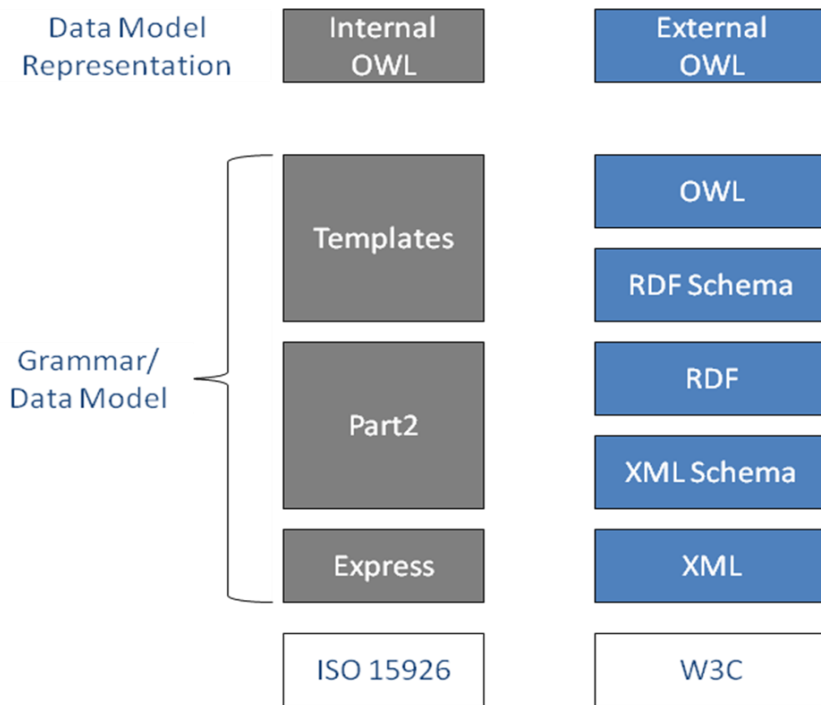 Data Model
Representation
Internal
OWL
External
OWL
Templates
OWL
RDF Schema
Grammar/
Data Model
Part2
RDF
XML Schema
Express
XML
ISO 15926
W3C